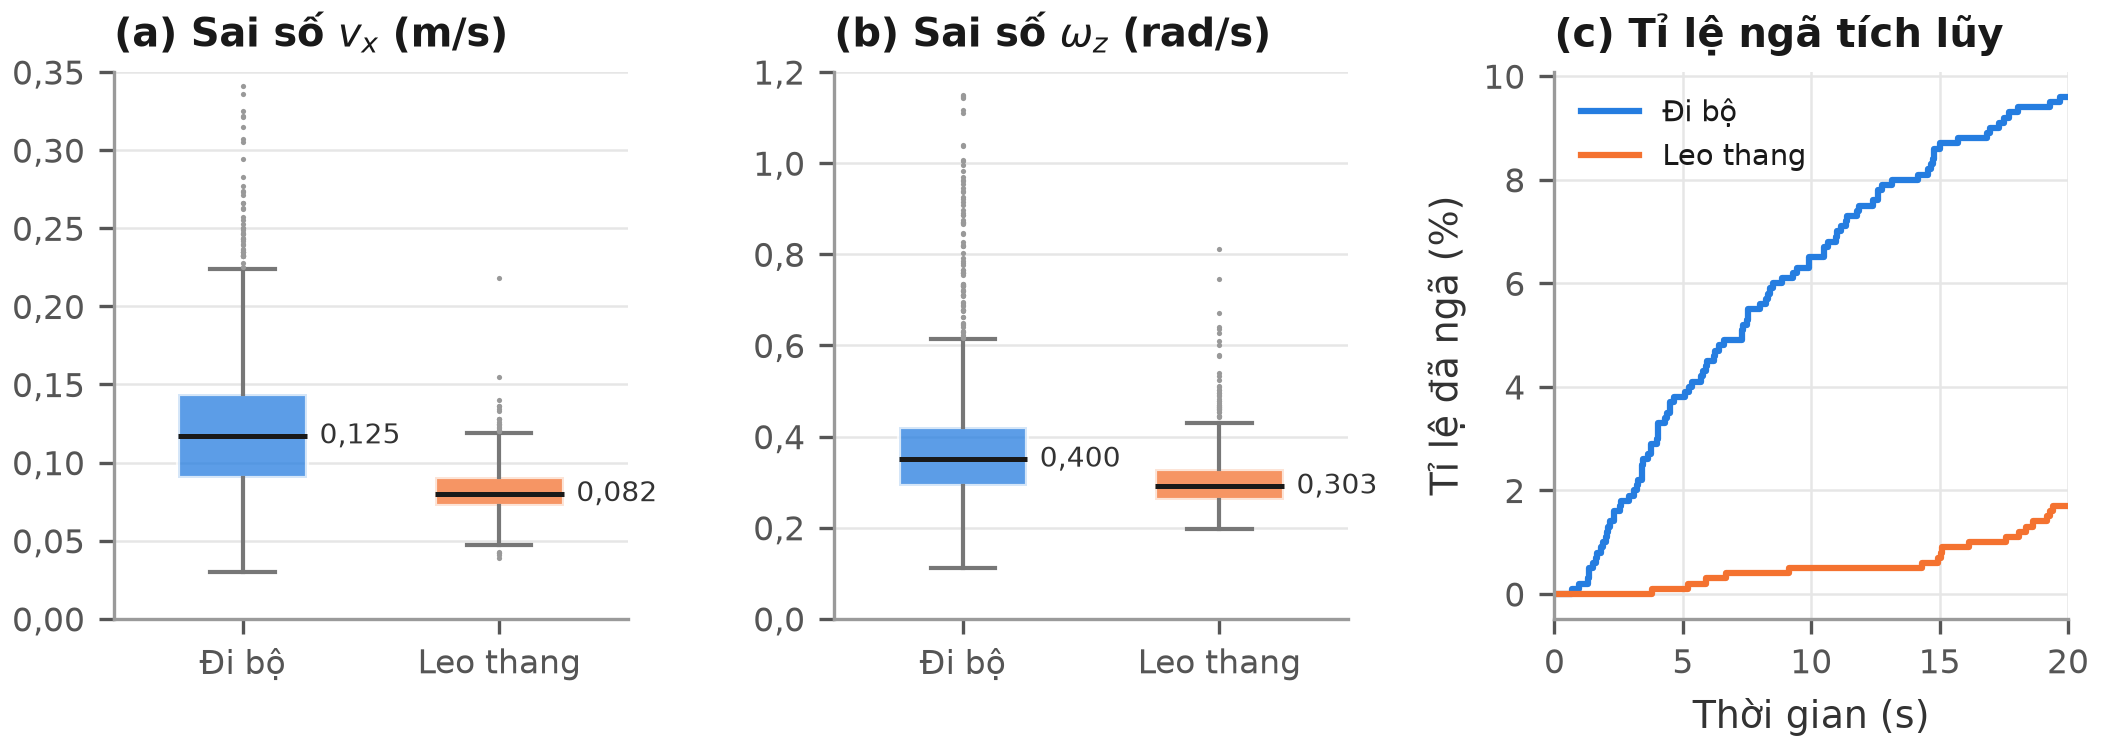 (a) Sai số vₓ (m/s)
0,35
0,30
0,25
0,20
0,15
0,10
0,05
0,00
0,125
0,082
Đi bộ
Leo thang
(b) Sai số ω_z (rad/s)
1,2
1,0
0,8
0,6
0,4
0,2
0,0
0,400
0,303
Đi bộ
Leo thang
(c) Tỉ lệ ngã tích lũy
Tỉ lệ đã ngã (%)
10
8
6
4
2
0
Đi bộ
Leo thang
0 5 10 15 20
Thời gian (s)